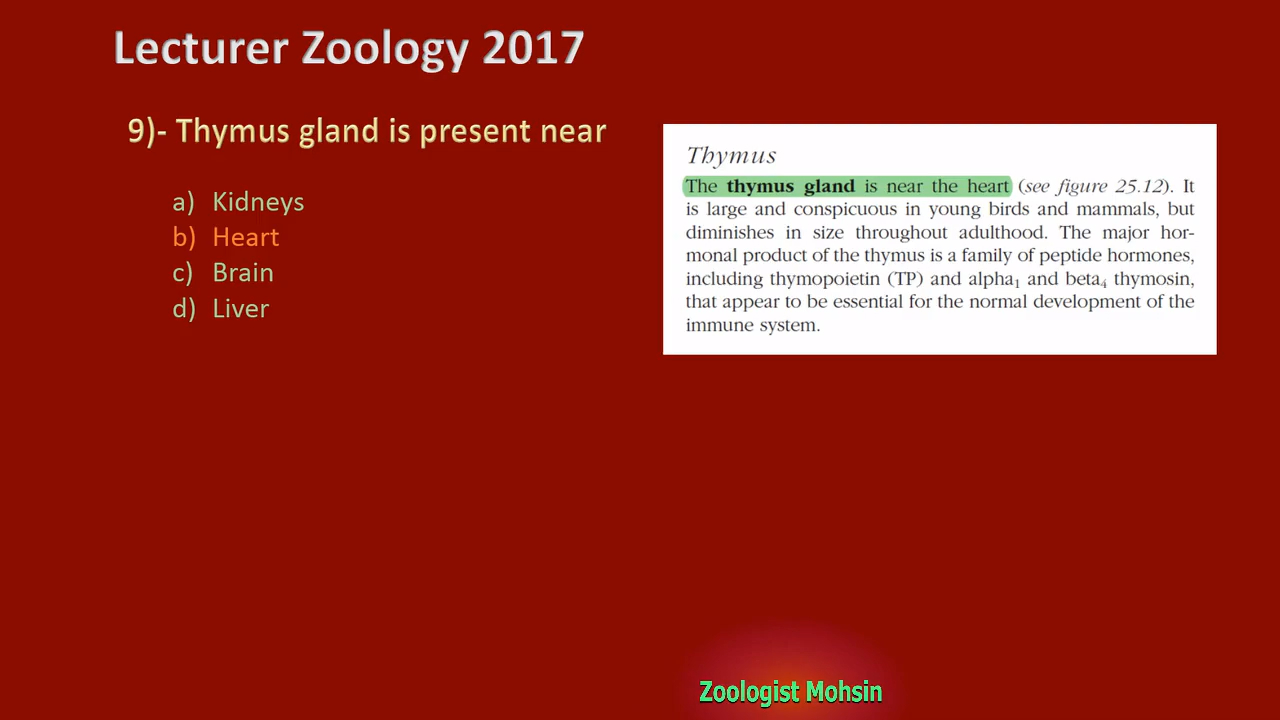 Lecturer Zoology 2017
9)- Thymus gland is present near
a) Kidneys
b) Heart
c) Brain
d) Liver
Thymus
The thymus gland is near the heart (see figure 25.12). It
is large and conspicuous in young birds and mammals, but
diminishes in size throughout adulthood. The major hor-
monal product of the thymus is a family of peptide hormones,
including thymopoietin (TP) and alpha₁ and beta₄ thymosin,
that appear to be essential for the normal development of the
immune system.
Zoologist Mohsin